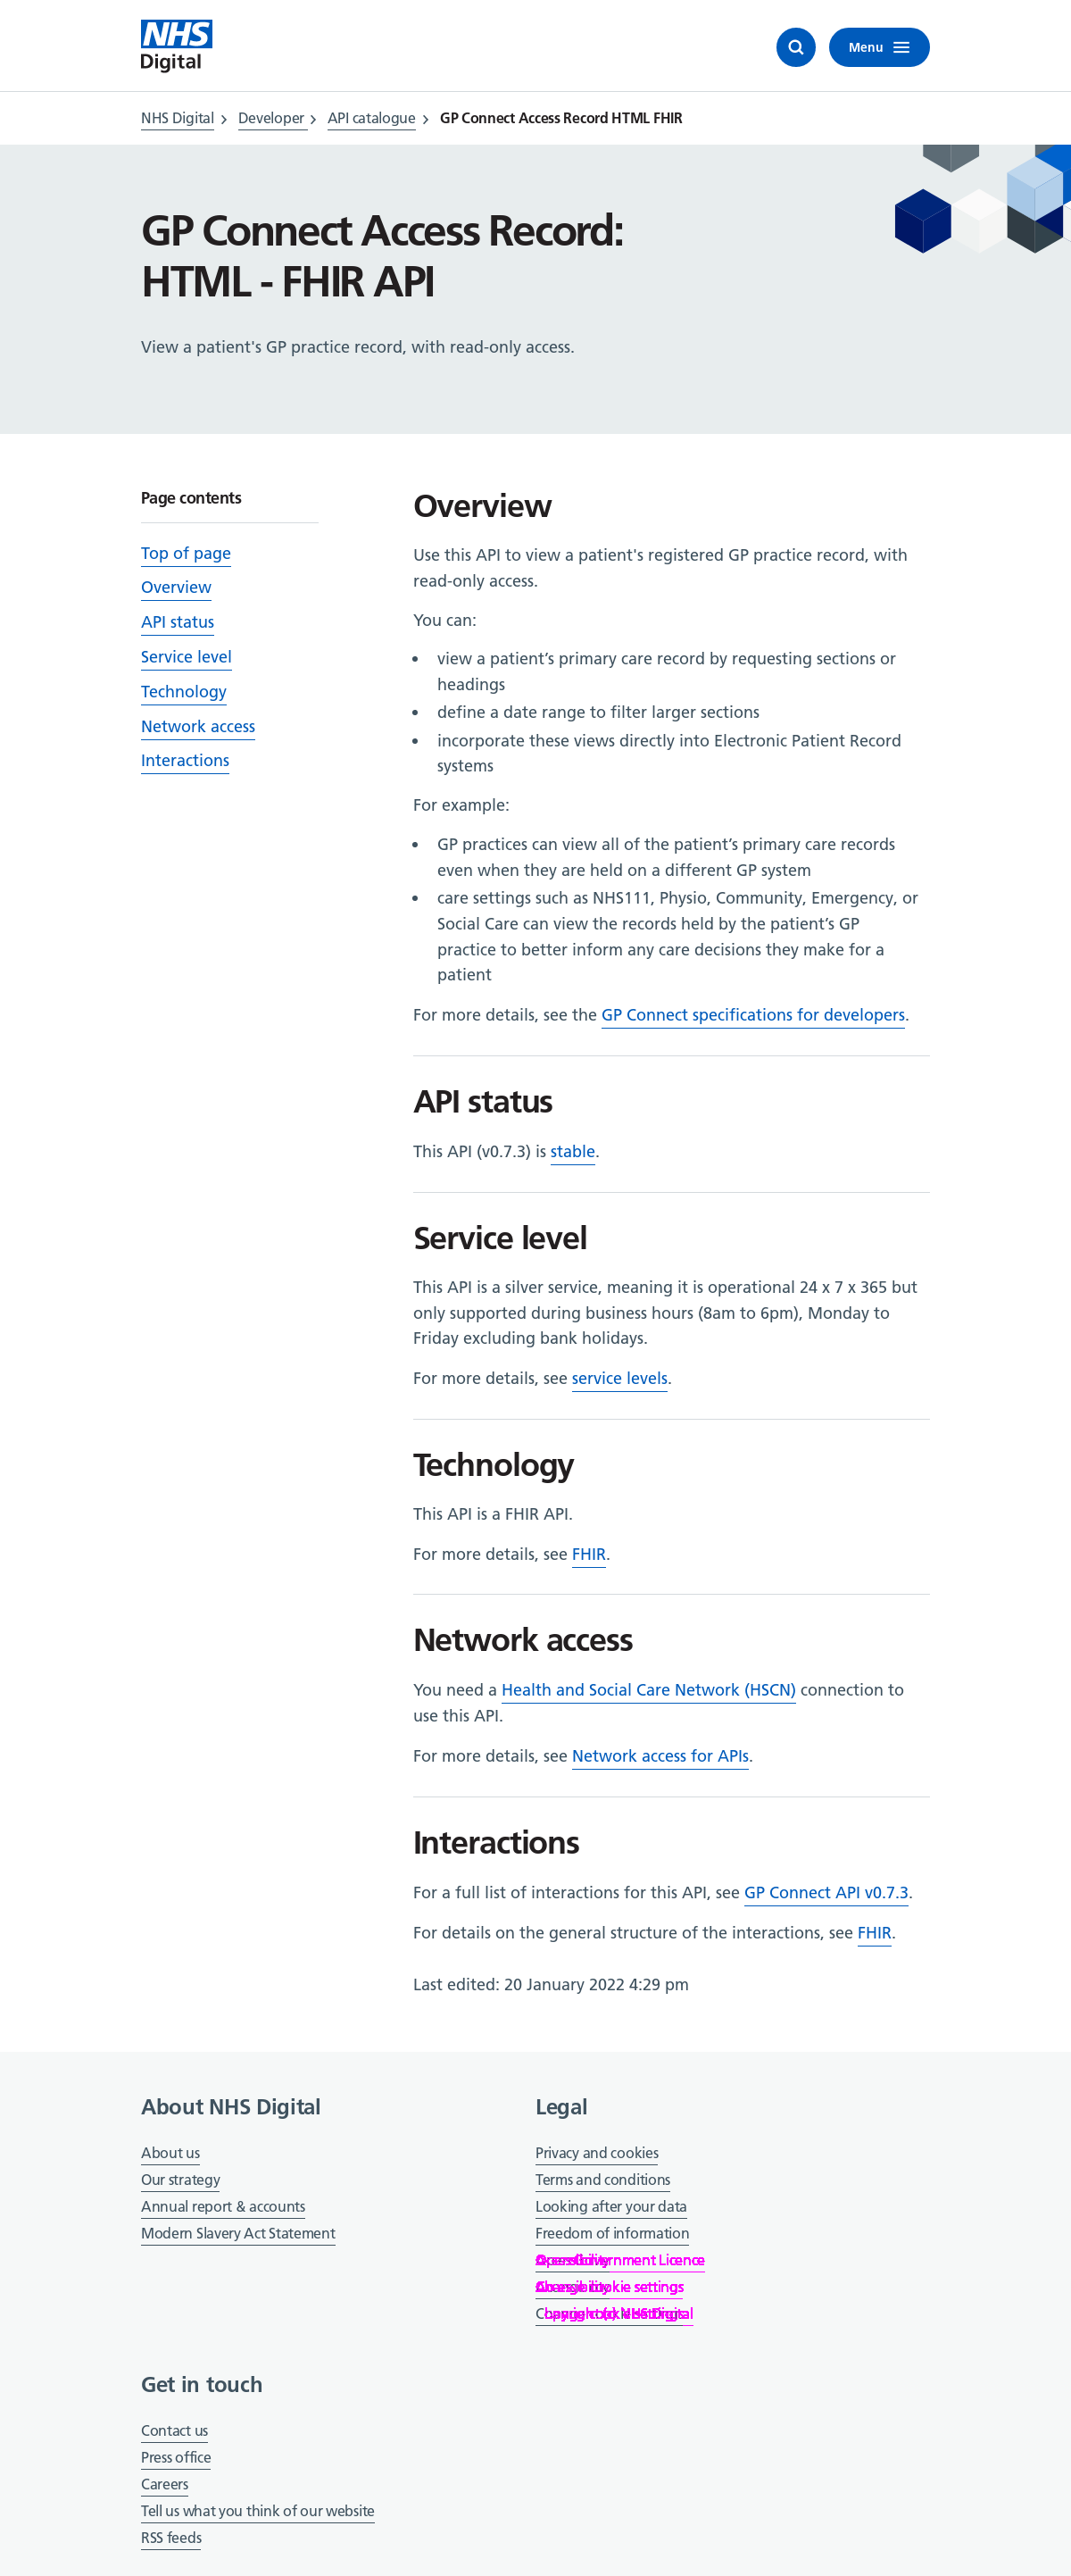 NHS
Digital
Menu
NHS Digital
Developer
API catalogue
GP Connect Access Record HTML FHIR
GP Connect Access Record:
HTML - FHIR API
View a patient's GP practice record, with read-only access.
Page contents
Top of page
Overview
API status
Service level
Technology
Network access
Interactions
Overview
Use this API to view a patient's registered GP practice record, with
read-only access.
You can:
view a patient’s primary care record by requesting sections or
headings
define a date range to filter larger sections
incorporate these views directly into Electronic Patient Record
systems
For example:
GP practices can view all of the patient’s primary care records
even when they are held on a different GP system
care settings such as NHS111, Physio, Community, Emergency, or
Social Care can view the records held by the patient’s GP
practice to better inform any care decisions they make for a
patient
For more details, see the GP Connect specifications for developers.
API status
This API (v0.7.3) is stable.
Service level
This API is a silver service, meaning it is operational 24 x 7 x 365 but
only supported during business hours (8am to 6pm), Monday to
Friday excluding bank holidays.
For more details, see service levels.
Technology
This API is a FHIR API.
For more details, see FHIR.
Network access
You need a Health and Social Care Network (HSCN) connection to
use this API.
For more details, see Network access for APIs.
Interactions
For a full list of interactions for this API, see GP Connect API v0.7.3.
For details on the general structure of the interactions, see FHIR.
Last edited: 20 January 2022 4:29 pm
About NHS Digital
About us
Our strategy
Annual report & accounts
Modern Slavery Act Statement
Legal
Privacy and cookies
Terms and conditions
Looking after your data
Freedom of information
Licence
settings
Get in touch
Contact us
Press office
Careers
Tell us what you think of our website
RSS feeds